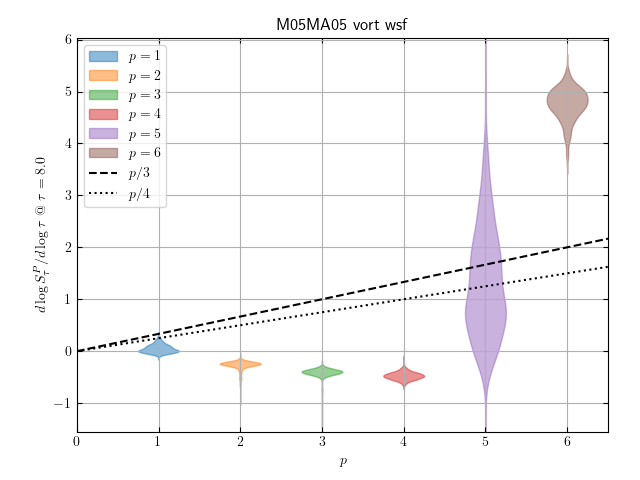 M05MA05 vort wsf
p = 1
p = 2
p = 3
p = 4
p = 5
p = 6
p/3
p/4
d log S_τ^P / d log τ @ τ = 8.0
6
5
4
3
2
1
0
−1
0 1 2 3 4 5 6
p